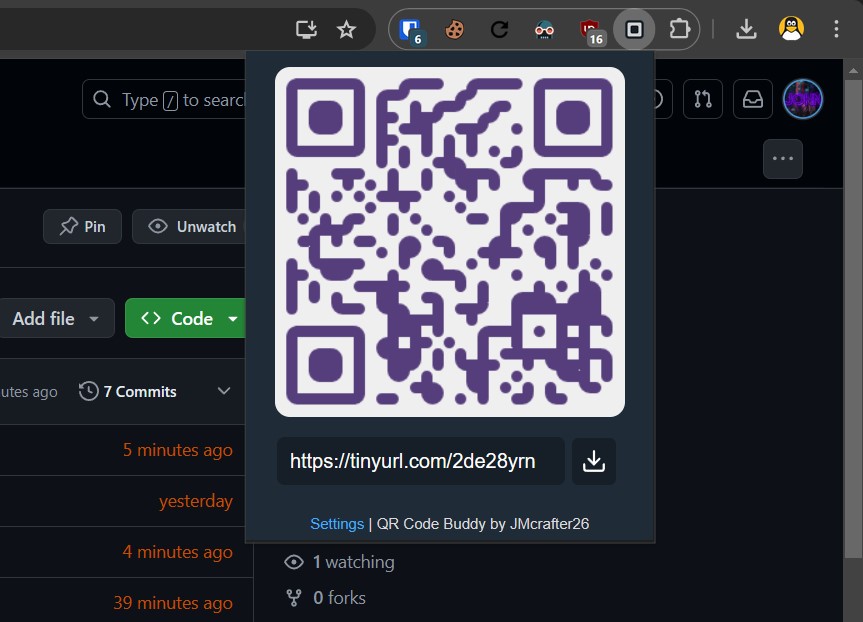 6
16
Type / to search
JONN
Pin
Unwatch
Add file
Code
utes ago
7 Commits
5 minutes ago
yesterday
4 minutes ago
39 minutes ago
https://tinyurl.com/2de28yrn
Settings | QR Code Buddy by JMcrafter26
1 watching
0 forks